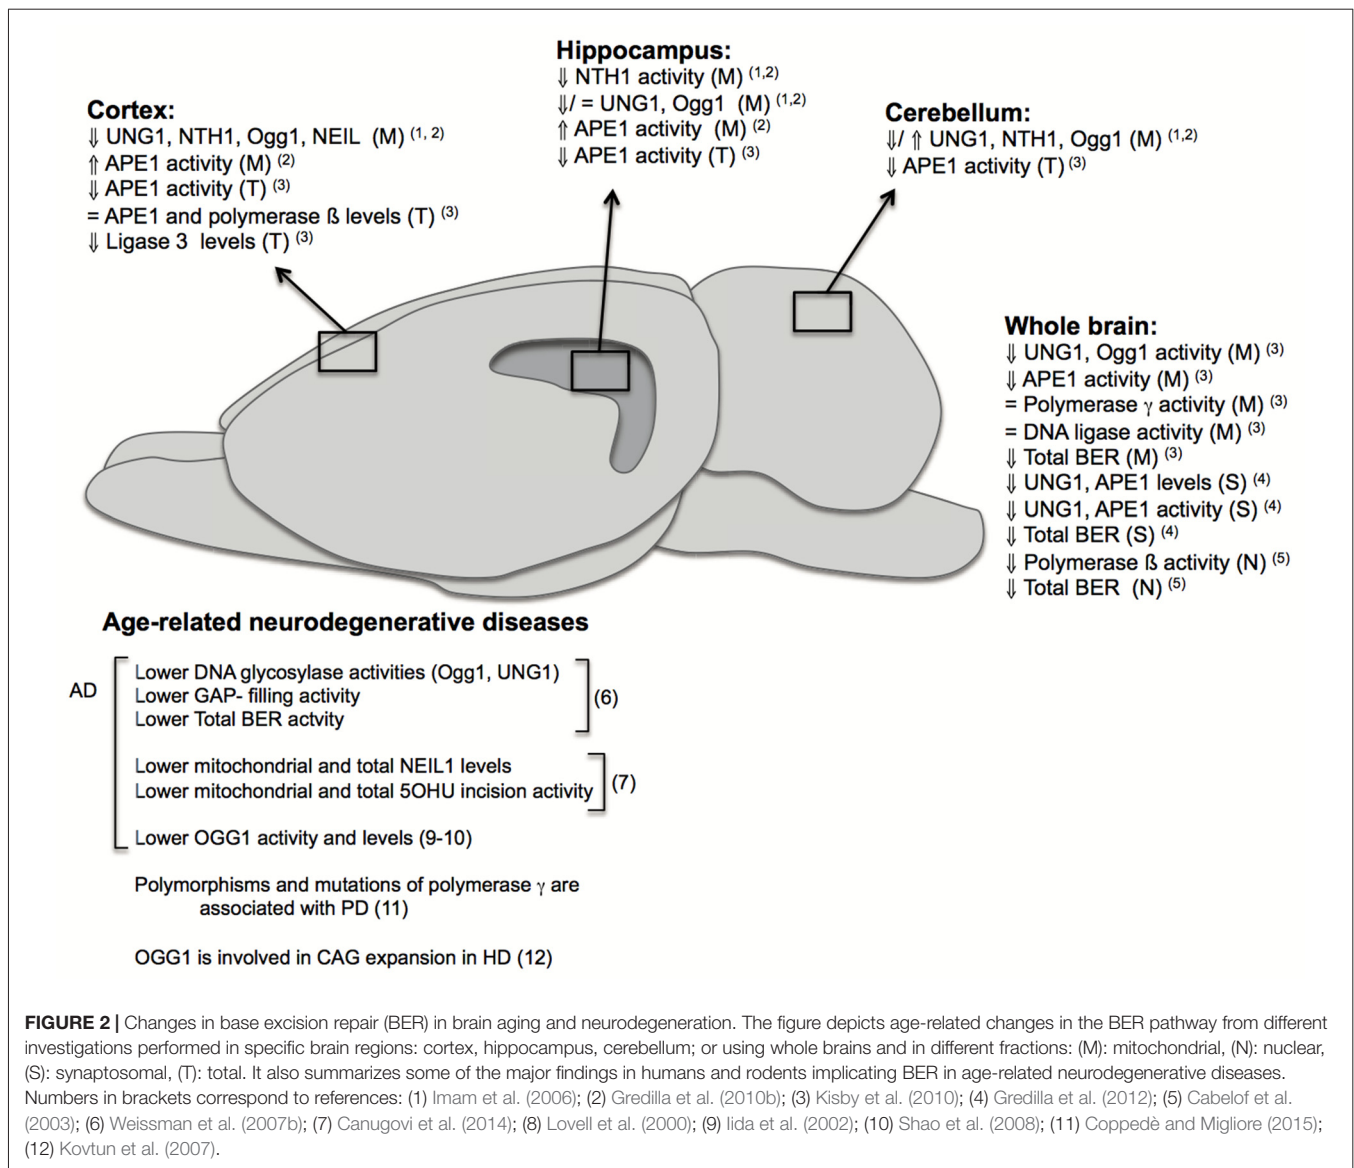 Hippocampus:
⇓ NTH1 activity (M) (1,2)
⇓/ = UNG1, Ogg1 (M) (1,2)
⇑ APE1 activity (M) (2)
⇓ APE1 activity (T) (3)
Cortex:
⇓ UNG1, NTH1, Ogg1, NEIL (M) (1, 2)
⇑ APE1 activity (M) (2)
⇓ APE1 activity (T) (3)
= APE1 and polymerase ß levels (T) (3)
⇓ Ligase 3 levels (T) (3)
Cerebellum:
⇓/ ⇑ UNG1, NTH1, Ogg1 (M) (1,2)
⇓ APE1 activity (T) (3)
Whole brain:
⇓ UNG1, Ogg1 activity (M) (3)
⇓ APE1 activity (M) (3)
= Polymerase γ activity (M) (3)
= DNA ligase activity (M) (3)
⇓ Total BER (M) (3)
⇓ UNG1, APE1 levels (S) (4)
⇓ UNG1, APE1 activity (S) (4)
⇓ Total BER (S) (4)
⇓ Polymerase ß activity (N) (5)
⇓ Total BER (N) (5)
Age-related neurodegenerative diseases
AD
Lower DNA glycosylase activities (Ogg1, UNG1)
Lower GAP- filling activity
Lower Total BER actvity
(6)
Lower mitochondrial and total NEIL1 levels
Lower mitochondrial and total 5OHU incision activity
(7)
Lower OGG1 activity and levels (9-10)
Polymorphisms and mutations of polymerase γ are
associated with PD (11)
OGG1 is involved in CAG expansion in HD (12)
FIGURE 2 | Changes in base excision repair (BER) in brain aging and neurodegeneration. The figure depicts age-related changes in the BER pathway from different
investigations performed in specific brain regions: cortex, hippocampus, cerebellum; or using whole brains and in different fractions: (M): mitochondrial, (N): nuclear,
(S): synaptosomal, (T): total. It also summarizes some of the major findings in humans and rodents implicating BER in age-related neurodegenerative diseases.
Numbers in brackets correspond to references: (1) Imam et al. (2006); (2) Gredilla et al. (2010b); (3) Kisby et al. (2010); (4) Gredilla et al. (2012); (5) Cabelof et al.
(2003); (6) Weissman et al. (2007b); (7) Canugovi et al. (2014); (8) Lovell et al. (2000); (9) Iida et al. (2002); (10) Shao et al. (2008); (11) Coppedè and Migliore (2015);
(12) Kovtun et al. (2007).